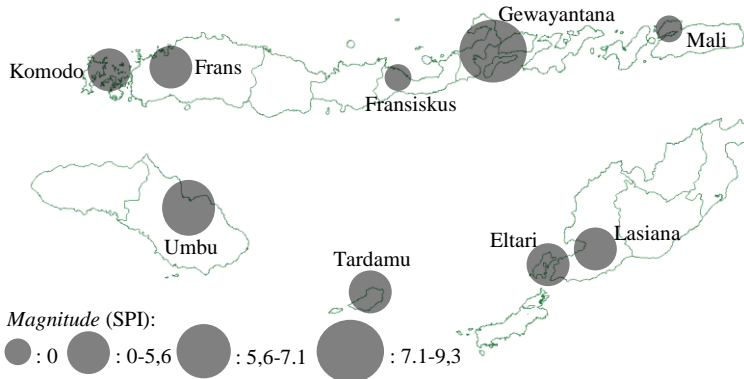 Gewayantana
Mali
Komodo
Frans
Fransiskus
Umbu
Eltari
Lasiana
Tardamu
Magnitude (SPI):
: 0 : 0-5,6 : 5,6-7.1 : 7.1-9,3